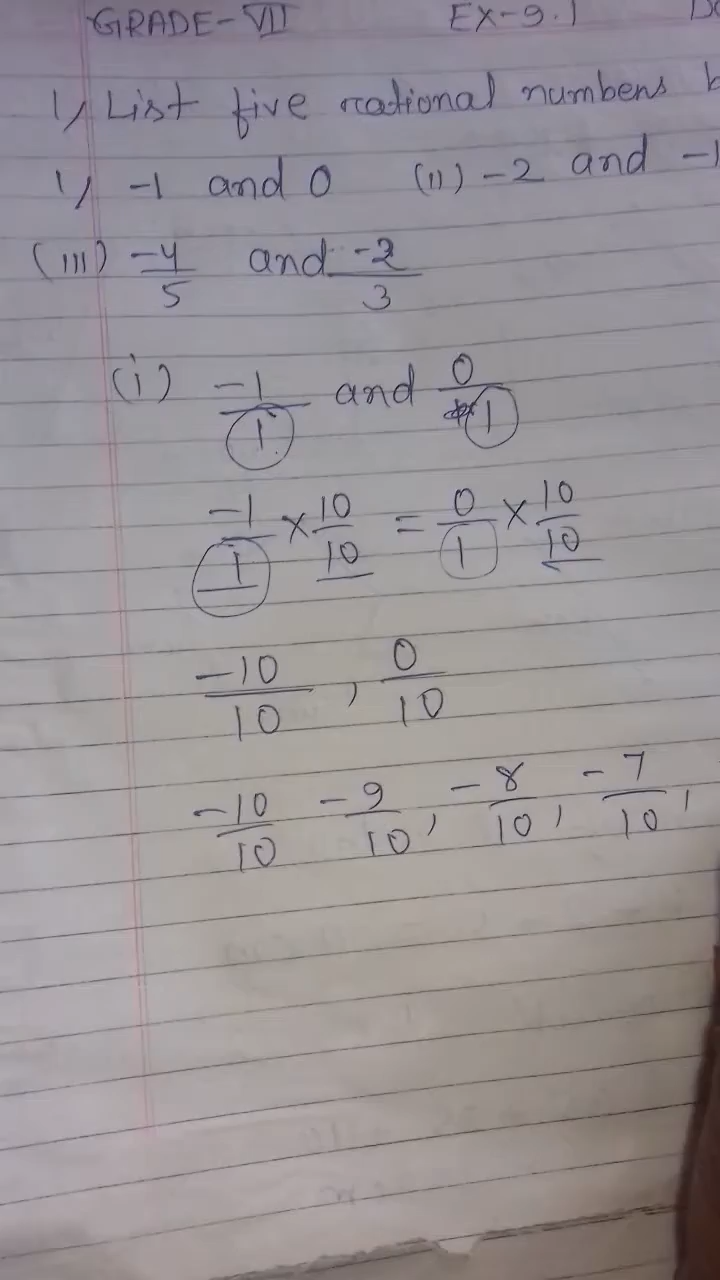 GRADE-VII EX-9.1
1) List five rational numbers
i) -1 and 0 (ii) -2 and -1
(iii) -4/5 and -2/3
(i) -1/1 and 0/1
-1/1 × 10/10 = 0/1 × 10/10
-10/10 , 0/10
-10/10 -9/10, -8/10, -7/10,